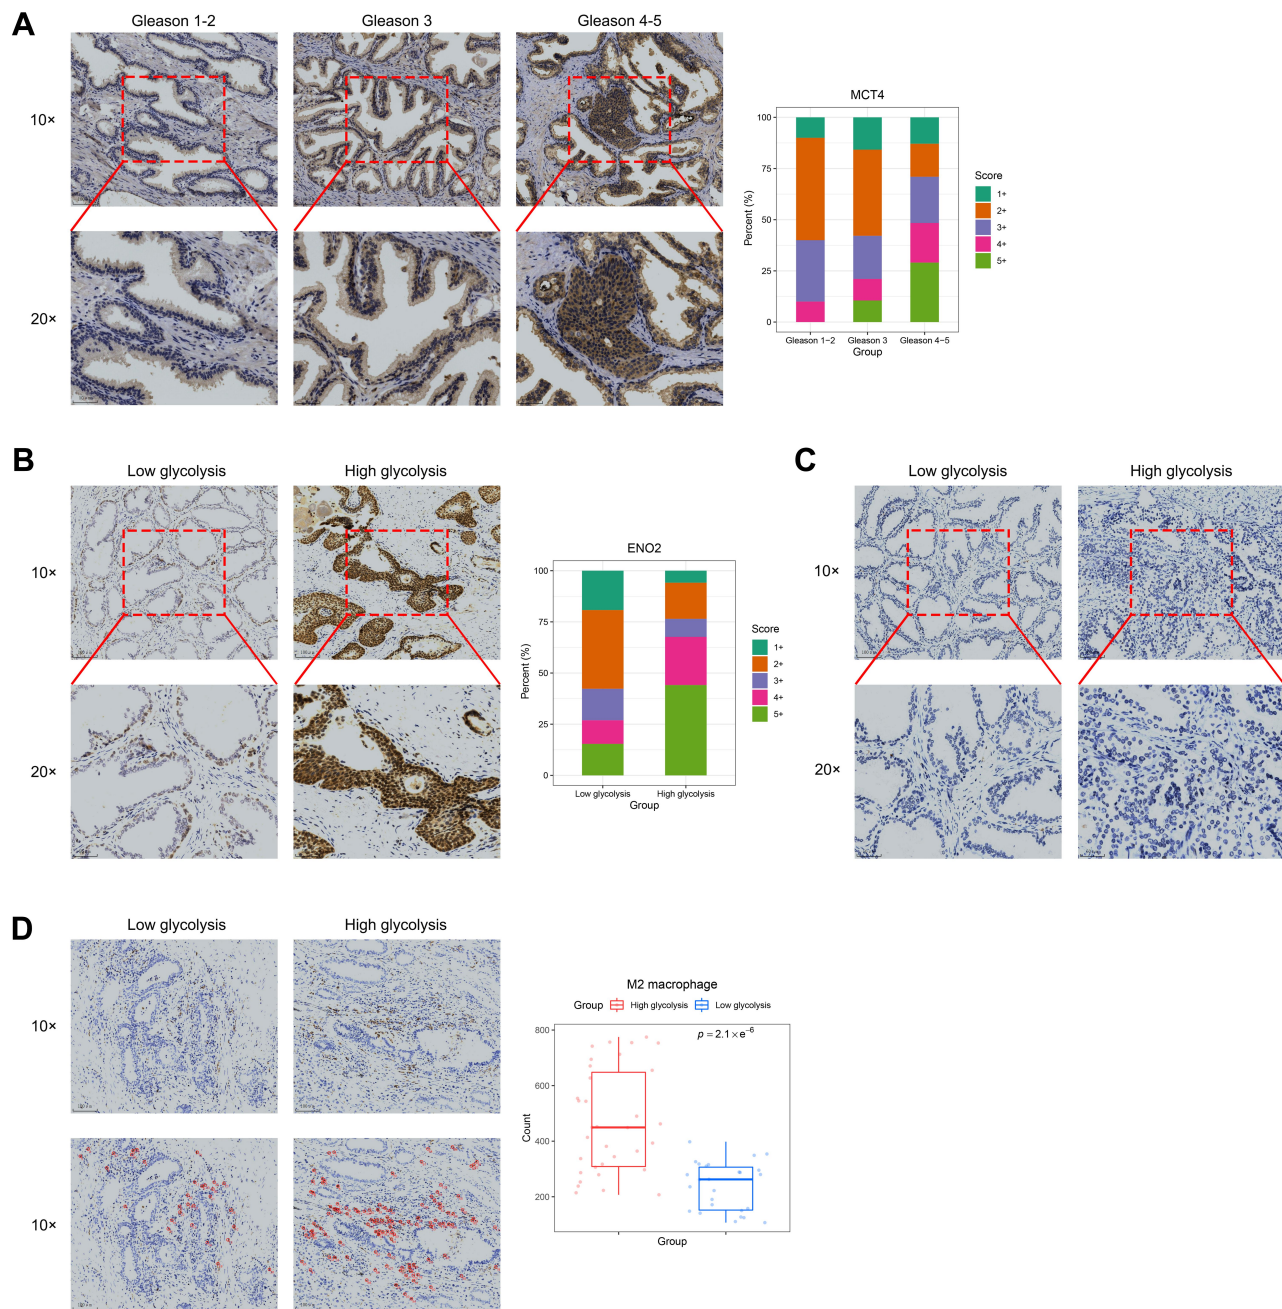 A
Gleason 1-2
Gleason 3
Gleason 4-5
10×
20×
MCT4
Percent (%)
100
75
50
25
0
Gleason 1−2
Gleason 3
Gleason 4−5
Group
Score
1+
2+
3+
4+
5+
B
Low glycolysis
High glycolysis
10×
20×
ENO2
Percent (%)
100
75
50
25
0
Low glycolysis
High glycolysis
Group
Score
1+
2+
3+
4+
5+
C
Low glycolysis
High glycolysis
10×
20×
D
Low glycolysis
High glycolysis
10×
10×
M2 macrophage
Group
High glycolysis
Low glycolysis
p = 2.1 × e−6
Count
800
600
400
200
Group